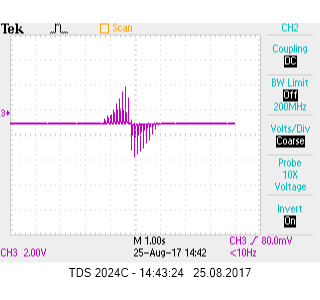 Tek
Scan
CH2
Coupling
DC
BW Limit
Off
200MHz
3
Volts/Div
Coarse
Probe
10X
Voltage
Invert
On
M 1.00s
CH3 80.0mV
CH3 2.00V
25-Aug-17 14:42
<10Hz
TDS 2024C - 14:43:24 25.08.2017